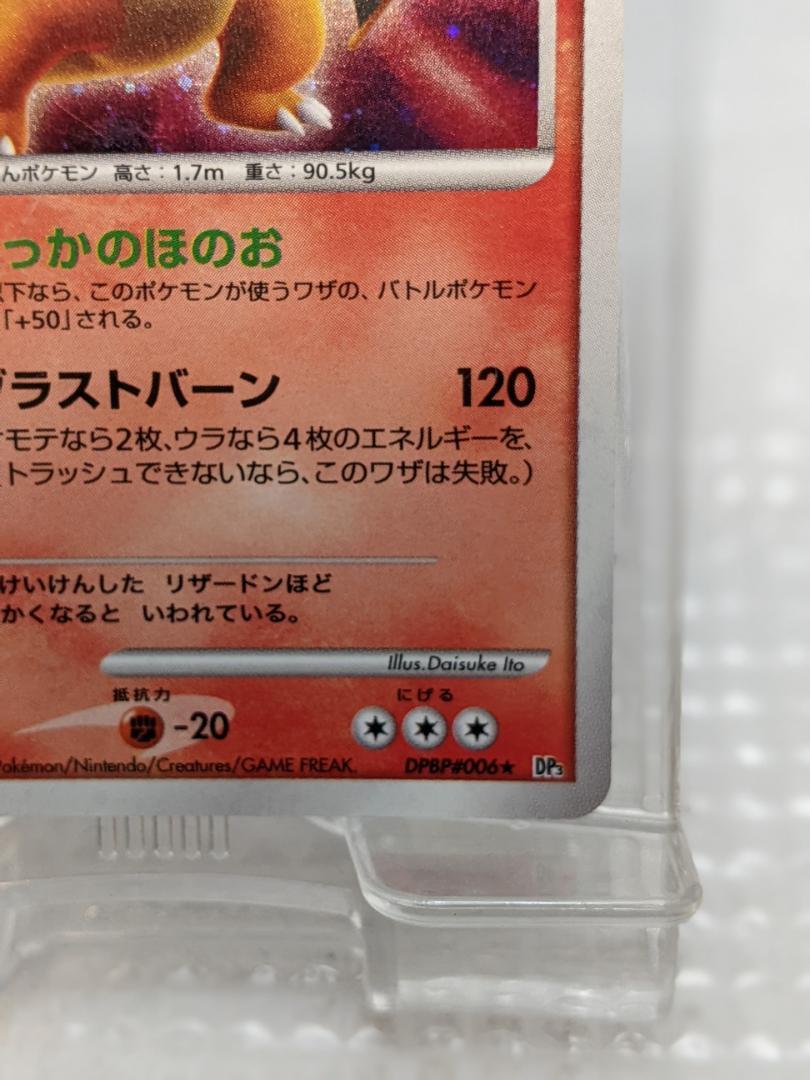 んポケモン 高さ：1.7m 重さ：90.5kg
っかのほのお
以下なら、このポケモンが使うワザの、バトルポケモン
「+50」される。
ブラストバーン 120
オモテなら2枚、ウラなら4枚のエネルギーを、
（トラッシュできないなら、このワザは失敗。）
けいけんした リザードンほど
かくなると いわれている。
Illus.Daisuke Ito
抵抗力 にげる
-20
Pokémon/Nintendo/Creatures/GAME FREAK. DPBP#006★ DP3